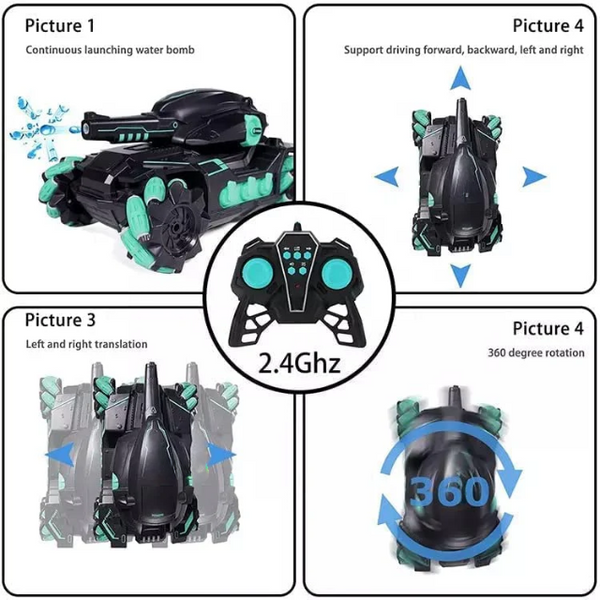 Picture 1
Continuous launching water bomb
Picture 4
Support driving forward, backward, left and right
2.4Ghz
Picture 3
Left and right translation
Picture 4
360 degree rotation
360